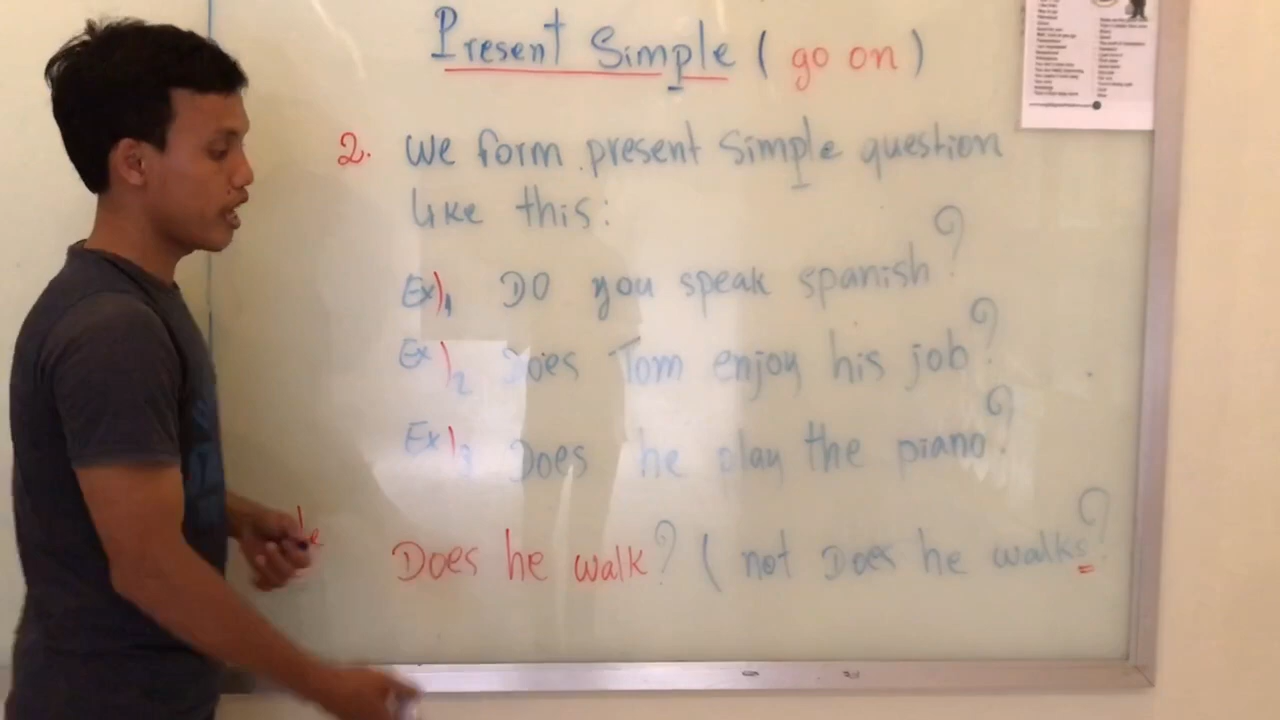 Present Simple ( go on )
2. We form present simple question
like this:
Ex)1 DO you speak spanish?
Ex)2 Does Tom enjoy his job?
Ex)3 Does he play the piano?
Does he walk? ( not Does he walks?